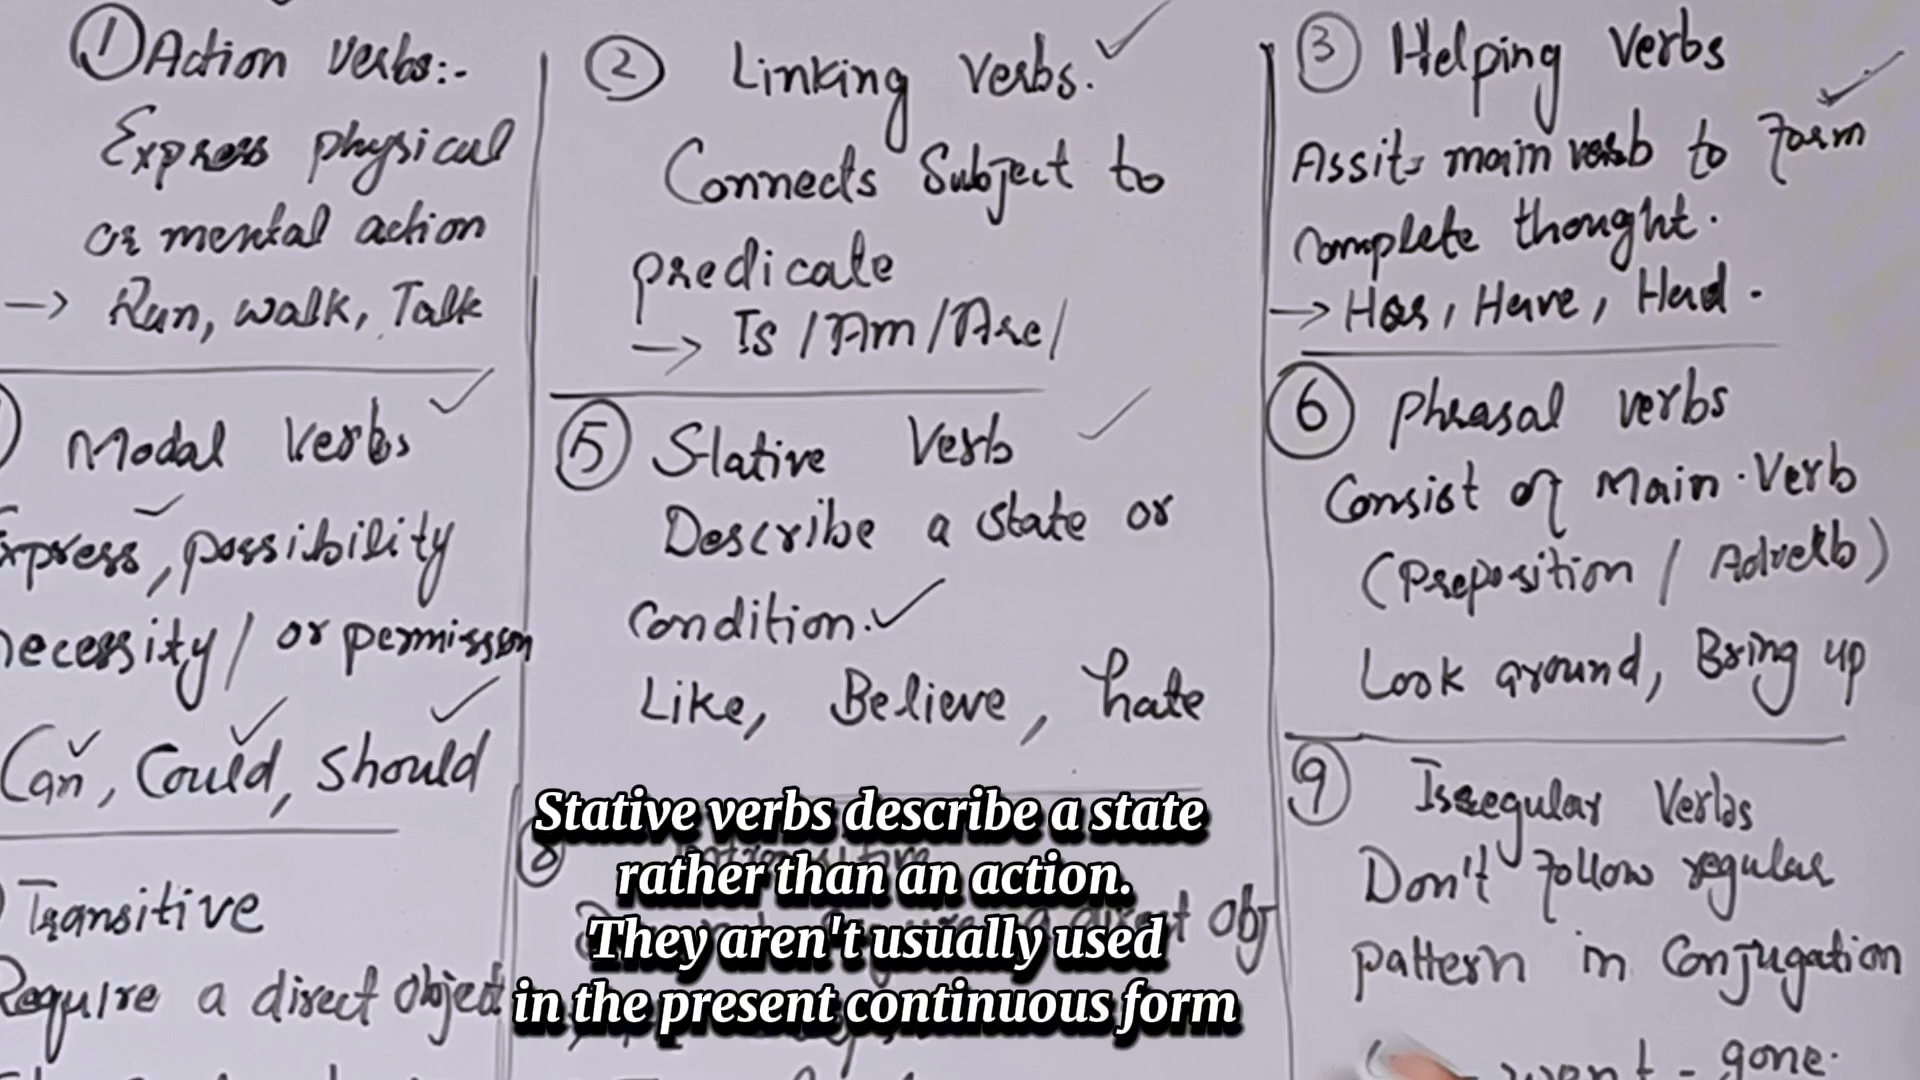 ① Action Verbs:-
Express physical
or mental action
→ Run, walk, Talk
② Linking Verbs.
Connects Subject to
predicate
→ Is / Am / Are /
③ Helping Verbs
Assits main verb to form
complete thought.
→ Has, Have, Had.
Modal Verbs
Express, possibility
necessity / or permission
Can, Could, Should
⑤ Stative Verb
Describe a state or
condition.
Like, Believe, hate
⑥ Phrasal verbs
Consist of Main Verb
(Preposition / Adverb)
Look around, Bring up
Transitive
Require a direct object
⑧
a direct Obj
⑨ Irregular Verbs
Don't follow regular
pattern in Conjugation
- went - gone.
Stative verbs describe a state
rather than an action.
They aren't usually used
in the present continuous form